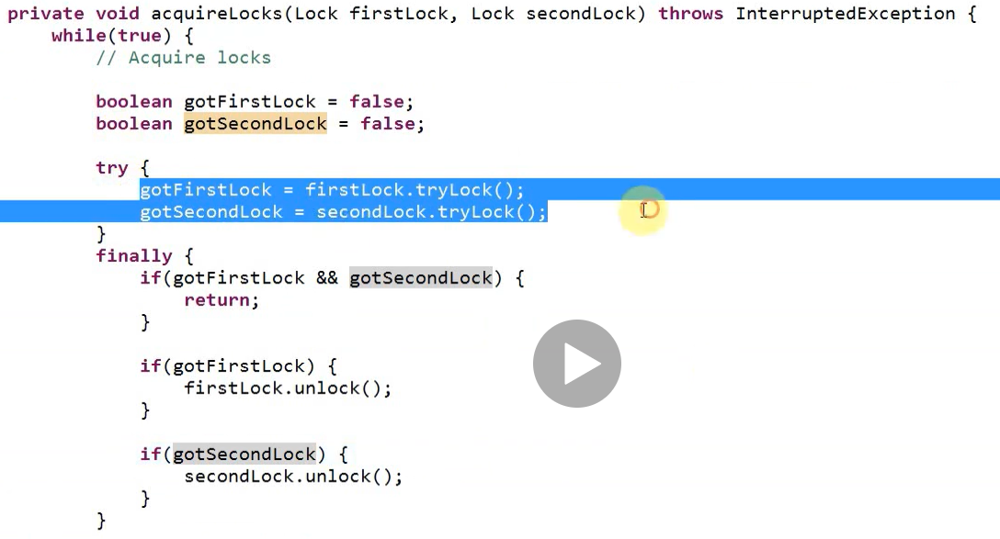 private void acquireLocks(Lock firstLock, Lock secondLock) throws InterruptedException {
    while(true) {
        // Acquire locks

        boolean gotFirstLock = false;
        boolean gotSecondLock = false;

        try {
            gotFirstLock = firstLock.tryLock();
            gotSecondLock = secondLock.tryLock();
        }
        finally {
            if(gotFirstLock && gotSecondLock) {
                return;
            }

            if(gotFirstLock) {
                firstLock.unlock();
            }

            if(gotSecondLock) {
                secondLock.unlock();
            }
        }